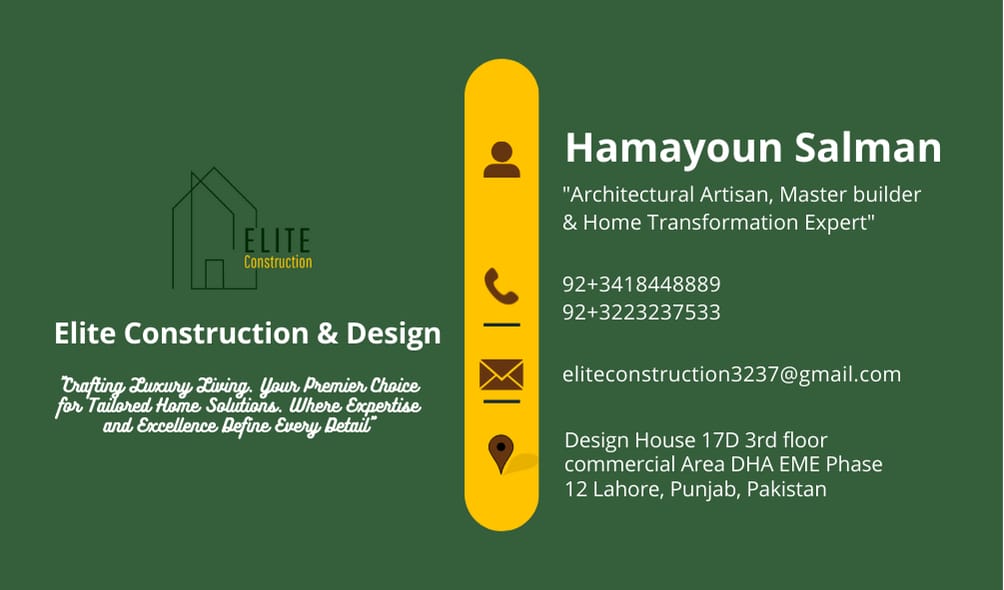 ELITE
Construction
Elite Construction & Design
"Crafting Luxury Living. Your Premier Choice
for Tailored Home Solutions. Where Expertise
and Excellence Define Every Detail"
Hamayoun Salman
"Architectural Artisan, Master builder
& Home Transformation Expert"
92+3418448889
92+3223237533
eliteconstruction3237@gmail.com
Design House 17D 3rd floor
commercial Area DHA EME Phase
12 Lahore, Punjab, Pakistan